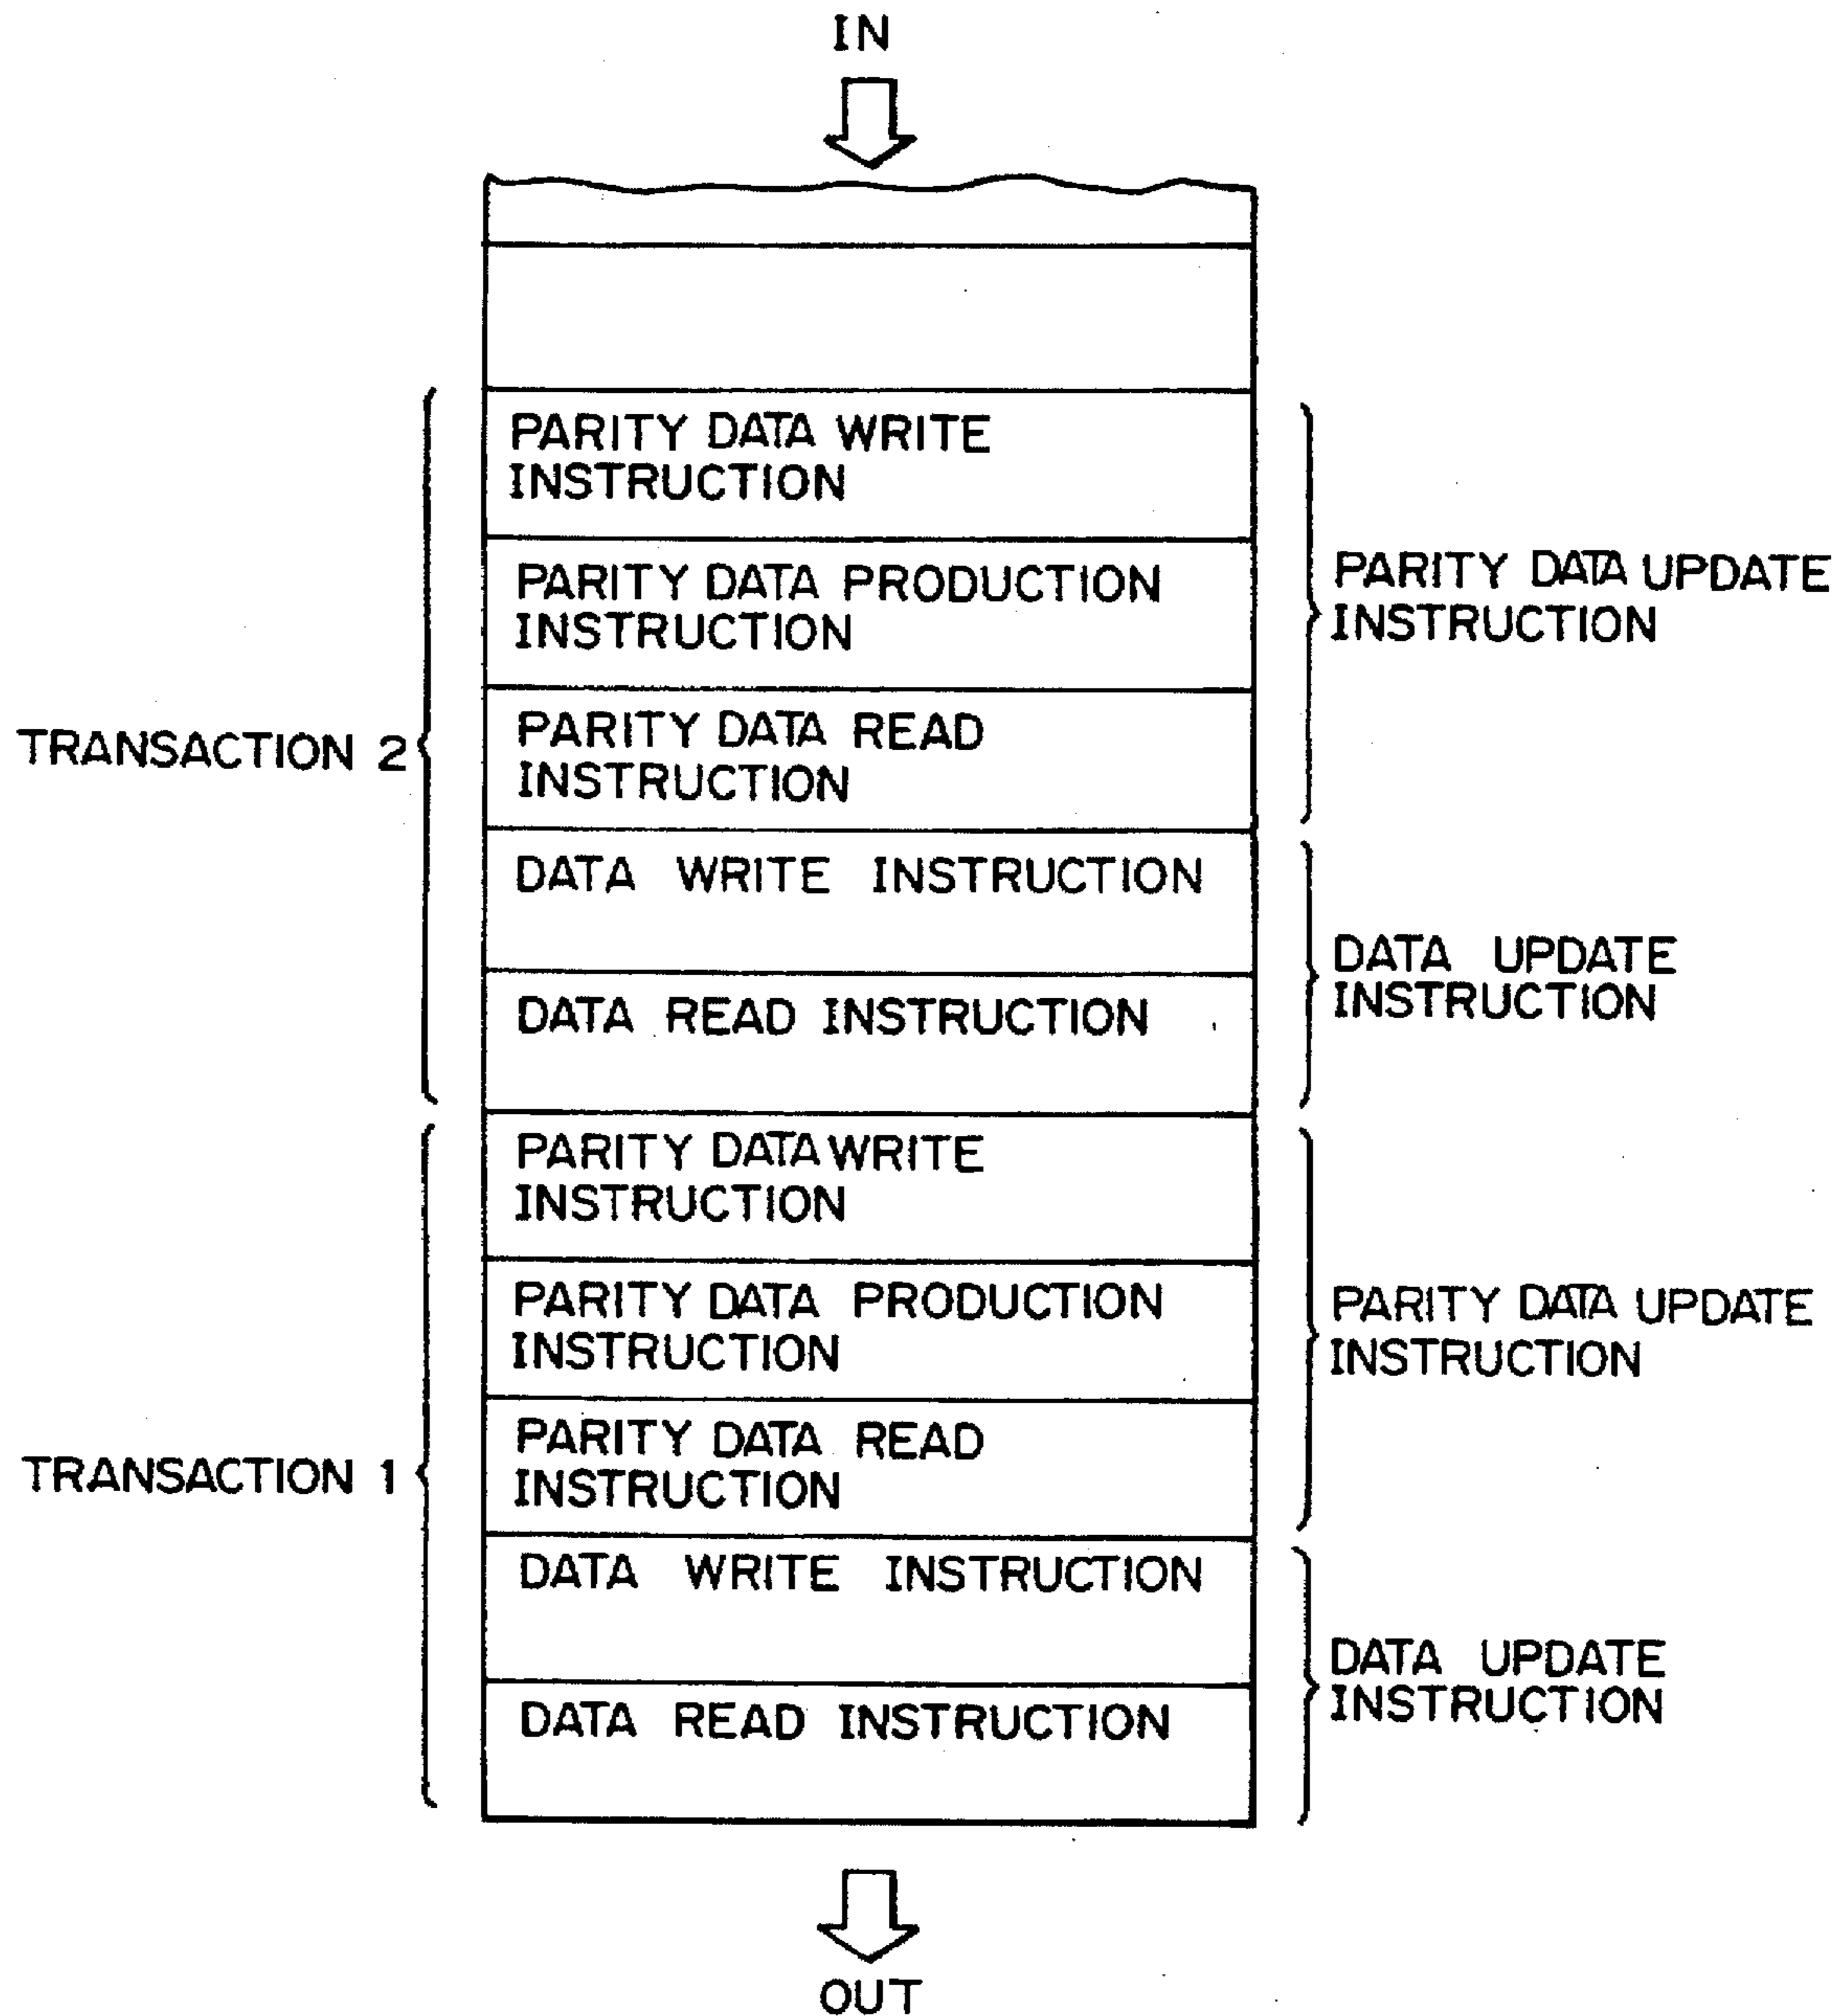 IN
PARITY DATA WRITE
INSTRUCTION
PARITY DATA PRODUCTION
INSTRUCTION
PARITY DATA UPDATE
INSTRUCTION
TRANSACTION 2
PARITY DATA READ
INSTRUCTION
DATA WRITE INSTRUCTION
DATA UPDATE
INSTRUCTION
DATA READ INSTRUCTION
PARITY DATA WRITE
INSTRUCTION
PARITY DATA PRODUCTION
INSTRUCTION
PARITY DATA UPDATE
INSTRUCTION
TRANSACTION 1
PARITY DATA READ
INSTRUCTION
DATA WRITE INSTRUCTION
DATA UPDATE
INSTRUCTION
DATA READ INSTRUCTION
OUT